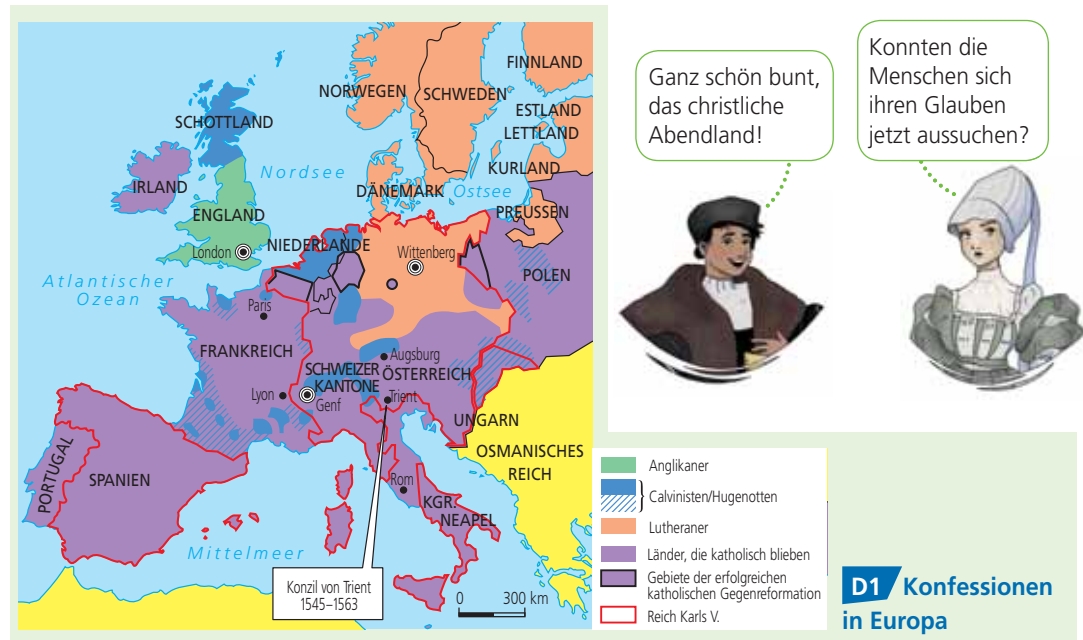 FINNLAND
NORWEGEN
SCHWEDEN
ESTLAND
SCHOTTLAND
LETTLAND
Nordsee
KURLAND
IRLAND
DÄNEMARK
Ostsee
ENGLAND
PREUSSEN
NIEDERLANDE
London
Wittenberg
POLEN
Atlantischer
Ozean
Paris
FRANKREICH
Augsburg
SCHWEIZER
KANTONE
ÖSTERREICH
Lyon
Genf
Trient
UNGARN
OSMANISCHES
REICH
PORTUGAL
SPANIEN
Rom
KGR.
NEAPEL
Mittelmeer
Konzil von Trient
1545–1563
0 300 km
Ganz schön bunt,
das christliche
Abendland!
Konnten die
Menschen sich
ihren Glauben
jetzt aussuchen?
Anglikaner
Calvinisten/Hugenotten
Lutheraner
Länder, die katholisch blieben
Gebiete der erfolgreichen
katholischen Gegenreformation
Reich Karls V.
D1 Konfessionen
in Europa